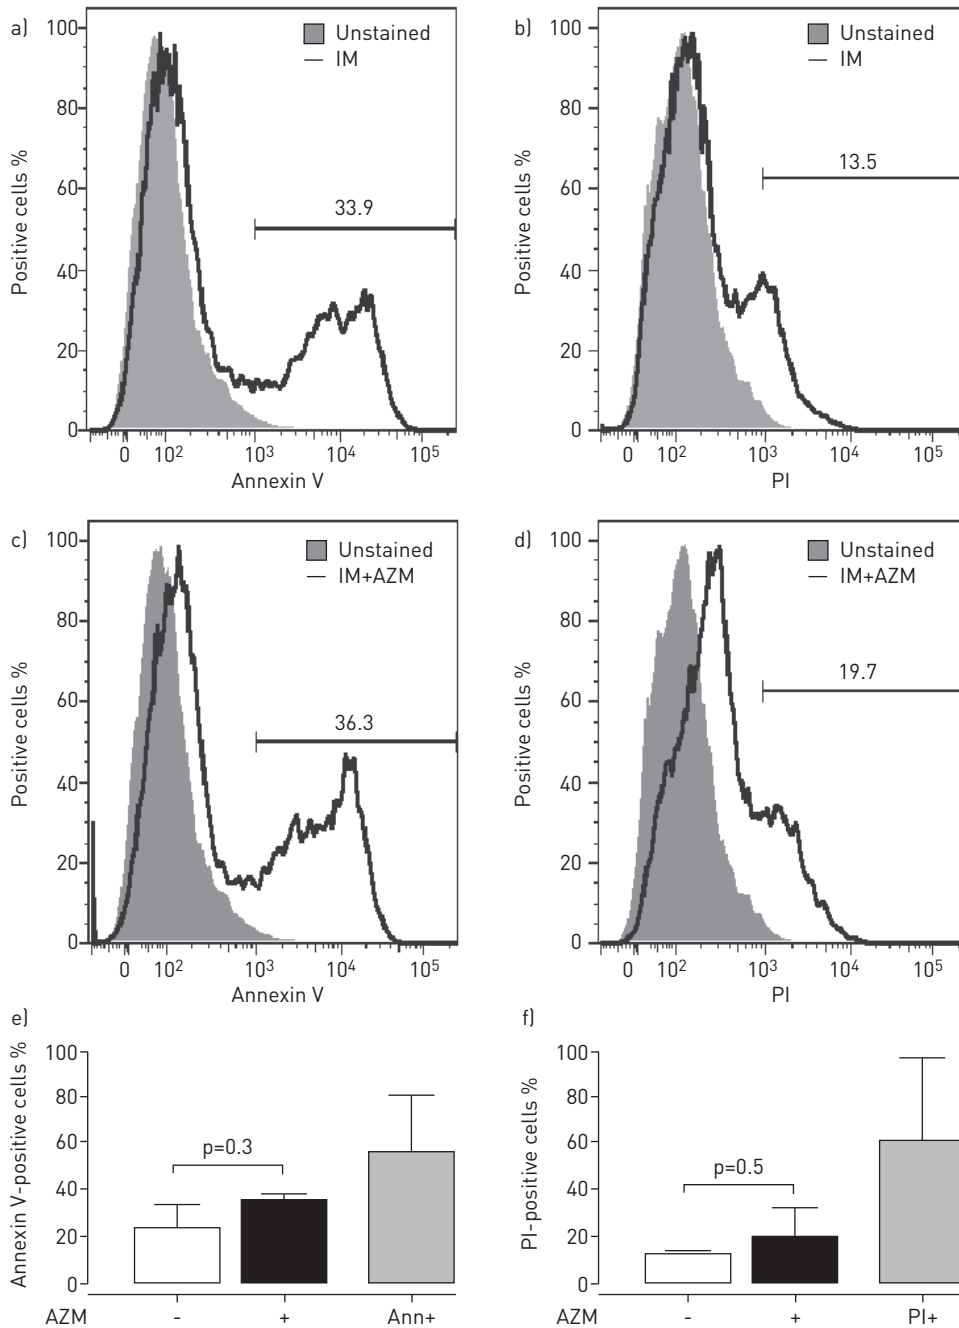 a)
100
80
60
40
20
0
Positive cells %
Unstained
IM
33.9
0 10² 10³ 10⁴ 10⁵
Annexin V
b)
100
80
60
40
20
0
Positive cells %
Unstained
IM
13.5
0 10² 10³ 10⁴ 10⁵
PI
c)
100
80
60
40
20
0
Positive cells %
Unstained
IM+AZM
36.3
0 10² 10³ 10⁴ 10⁵
Annexin V
d)
100
80
60
40
20
0
Positive cells %
Unstained
IM+AZM
19.7
0 10² 10³ 10⁴ 10⁵
PI
e)
100
80
60
40
20
0
Annexin V-positive cells %
p=0.3
AZM - + Ann+
f)
100
80
60
40
20
0
PI-positive cells %
p=0.5
AZM - + PI+